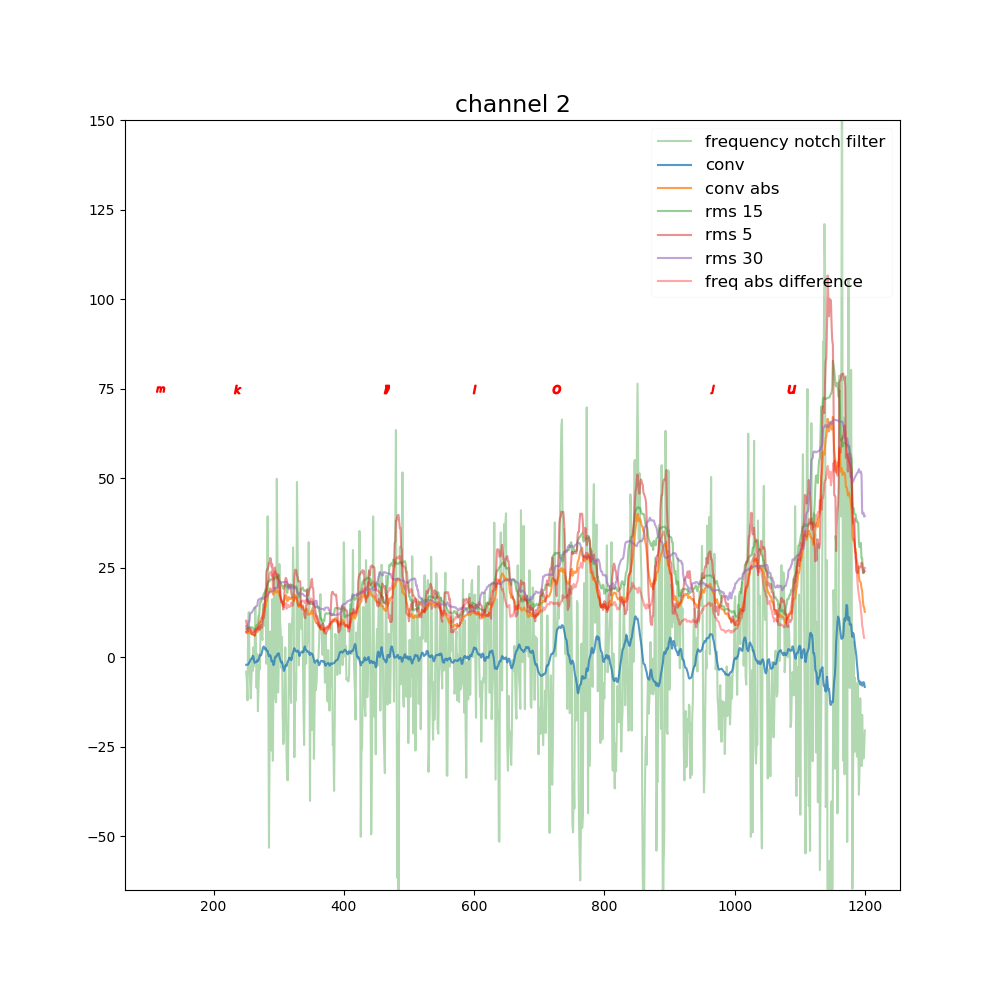 channel 2
150
125
100
75
50
25
0
−25
−50
frequency notch filter
conv
conv abs
rms 15
rms 5
rms 30
freq abs difference
m k l o J u
200 400 600 800 1000 1200